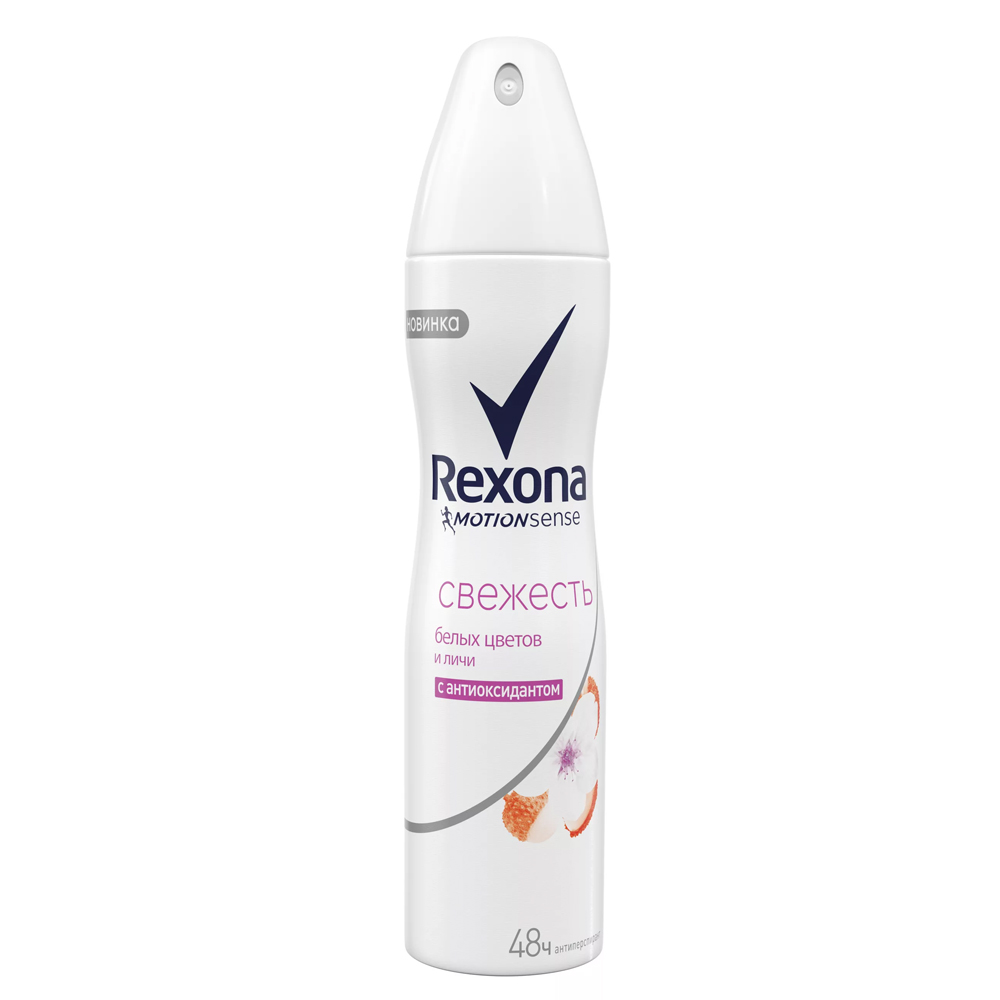 новинка
Rexona
MOTIONsense
свежесть
белых цветов
и личи
с антиоксидантом
48ч антиперспирант